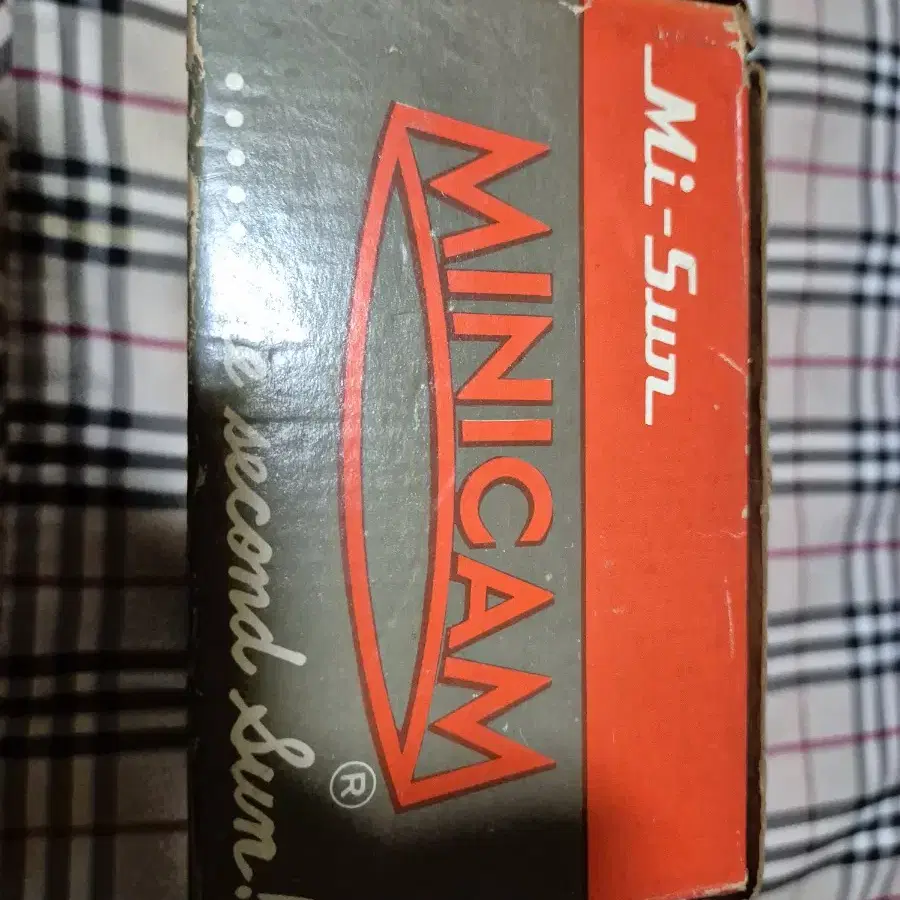 Mi-Sun
MINICAM
®
second Sun.